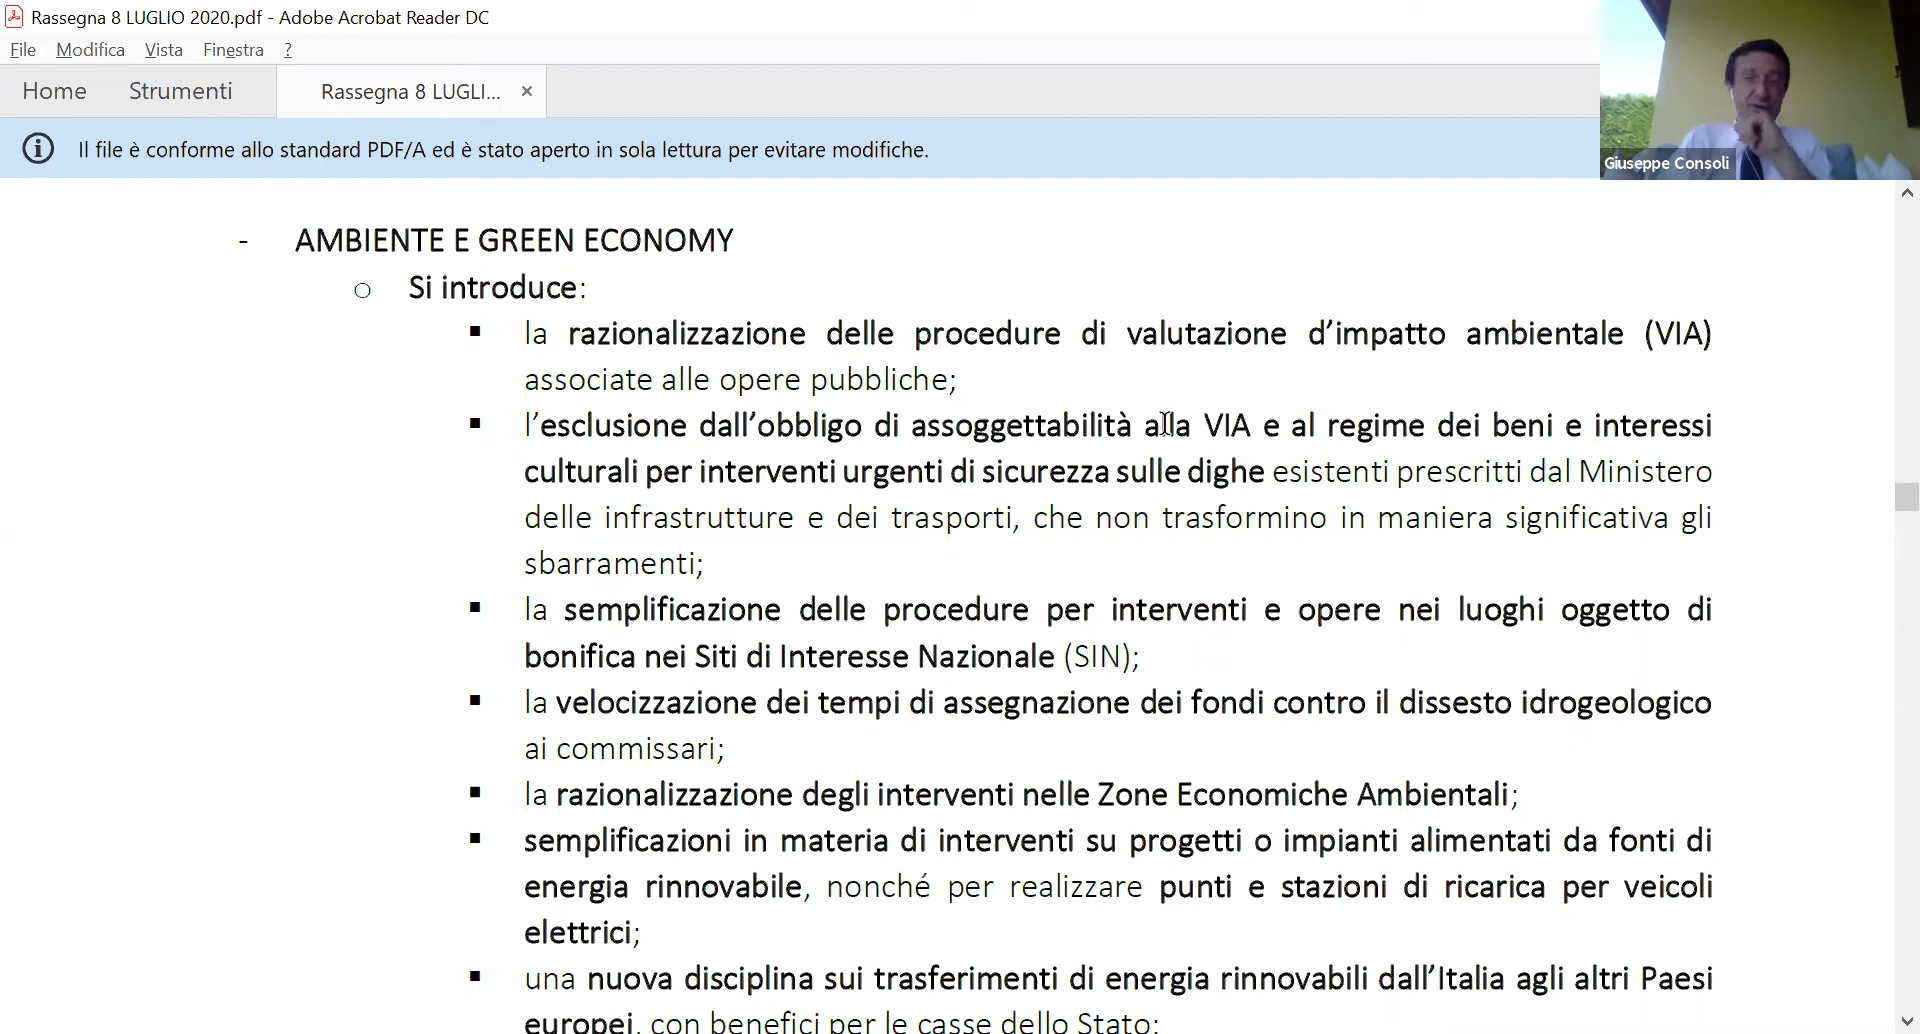 Rassegna 8 LUGLIO 2020.pdf - Adobe Acrobat Reader DC
File Modifica Vista Finestra ?
Home Strumenti Rassegna 8 LUGLI... ×
Il file è conforme allo standard PDF/A ed è stato aperto in sola lettura per evitare modifiche.
Giuseppe Consoli
- AMBIENTE E GREEN ECONOMY
o Si introduce:
▪ la razionalizzazione delle procedure di valutazione d’impatto ambientale (VIA)
associate alle opere pubbliche;
▪ l’esclusione dall’obbligo di assoggettabilità alla VIA e al regime dei beni e interessi
culturali per interventi urgenti di sicurezza sulle dighe esistenti prescritti dal Ministero
delle infrastrutture e dei trasporti, che non trasformino in maniera significativa gli
sbarramenti;
▪ la semplificazione delle procedure per interventi e opere nei luoghi oggetto di
bonifica nei Siti di Interesse Nazionale (SIN);
▪ la velocizzazione dei tempi di assegnazione dei fondi contro il dissesto idrogeologico
ai commissari;
▪ la razionalizzazione degli interventi nelle Zone Economiche Ambientali;
▪ semplificazioni in materia di interventi su progetti o impianti alimentati da fonti di
energia rinnovabile, nonché per realizzare punti e stazioni di ricarica per veicoli
elettrici;
▪ una nuova disciplina sui trasferimenti di energia rinnovabili dall’Italia agli altri Paesi
europei, con benefici per le casse dello Stato;